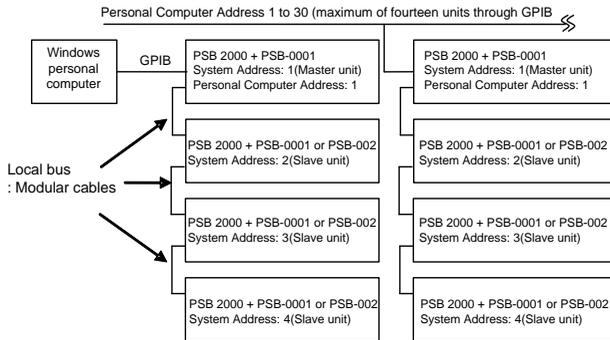 Personal Computer Address 1 to 30 (maximum of fourteen units through GPIB
Windows
personal
computer
GPIB
PSB 2000 + PSB-0001
System Address: 1(Master unit)
Personal Computer Address: 1
PSB 2000 + PSB-0001 or PSB-002
System Address: 2(Slave unit)
PSB 2000 + PSB-0001 or PSB-002
System Address: 3(Slave unit)
PSB 2000 + PSB-0001 or PSB-002
System Address: 4(Slave unit)
Local bus
: Modular cables
PSB 2000 + PSB-0001
System Address: 1(Master unit)
Personal Computer Address: 1
PSB 2000 + PSB-0001 or PSB-002
System Address: 2(Slave unit)
PSB 2000 + PSB-0001 or PSB-002
System Address: 3(Slave unit)
PSB 2000 + PSB-0001 or PSB-002
System Address: 4(Slave unit)